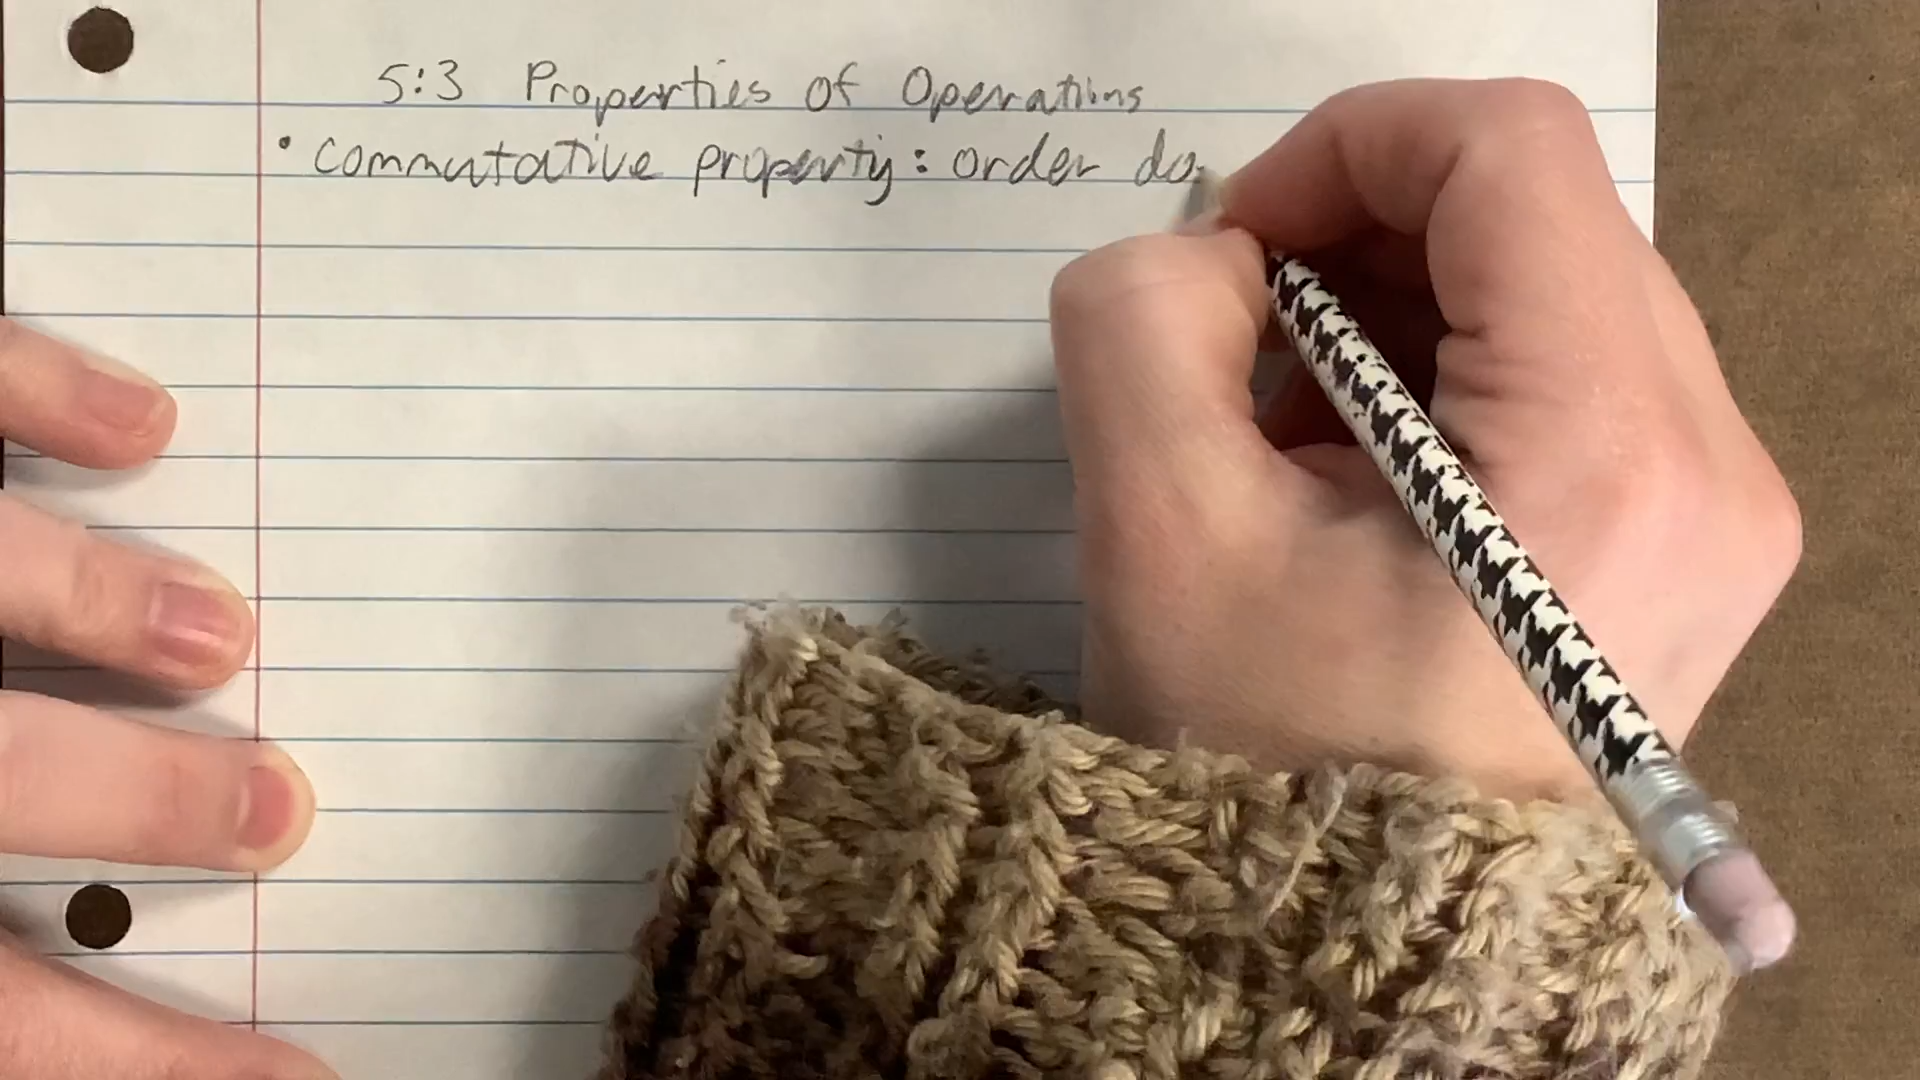 5:3 Properties of Operations
• commutative property: order do